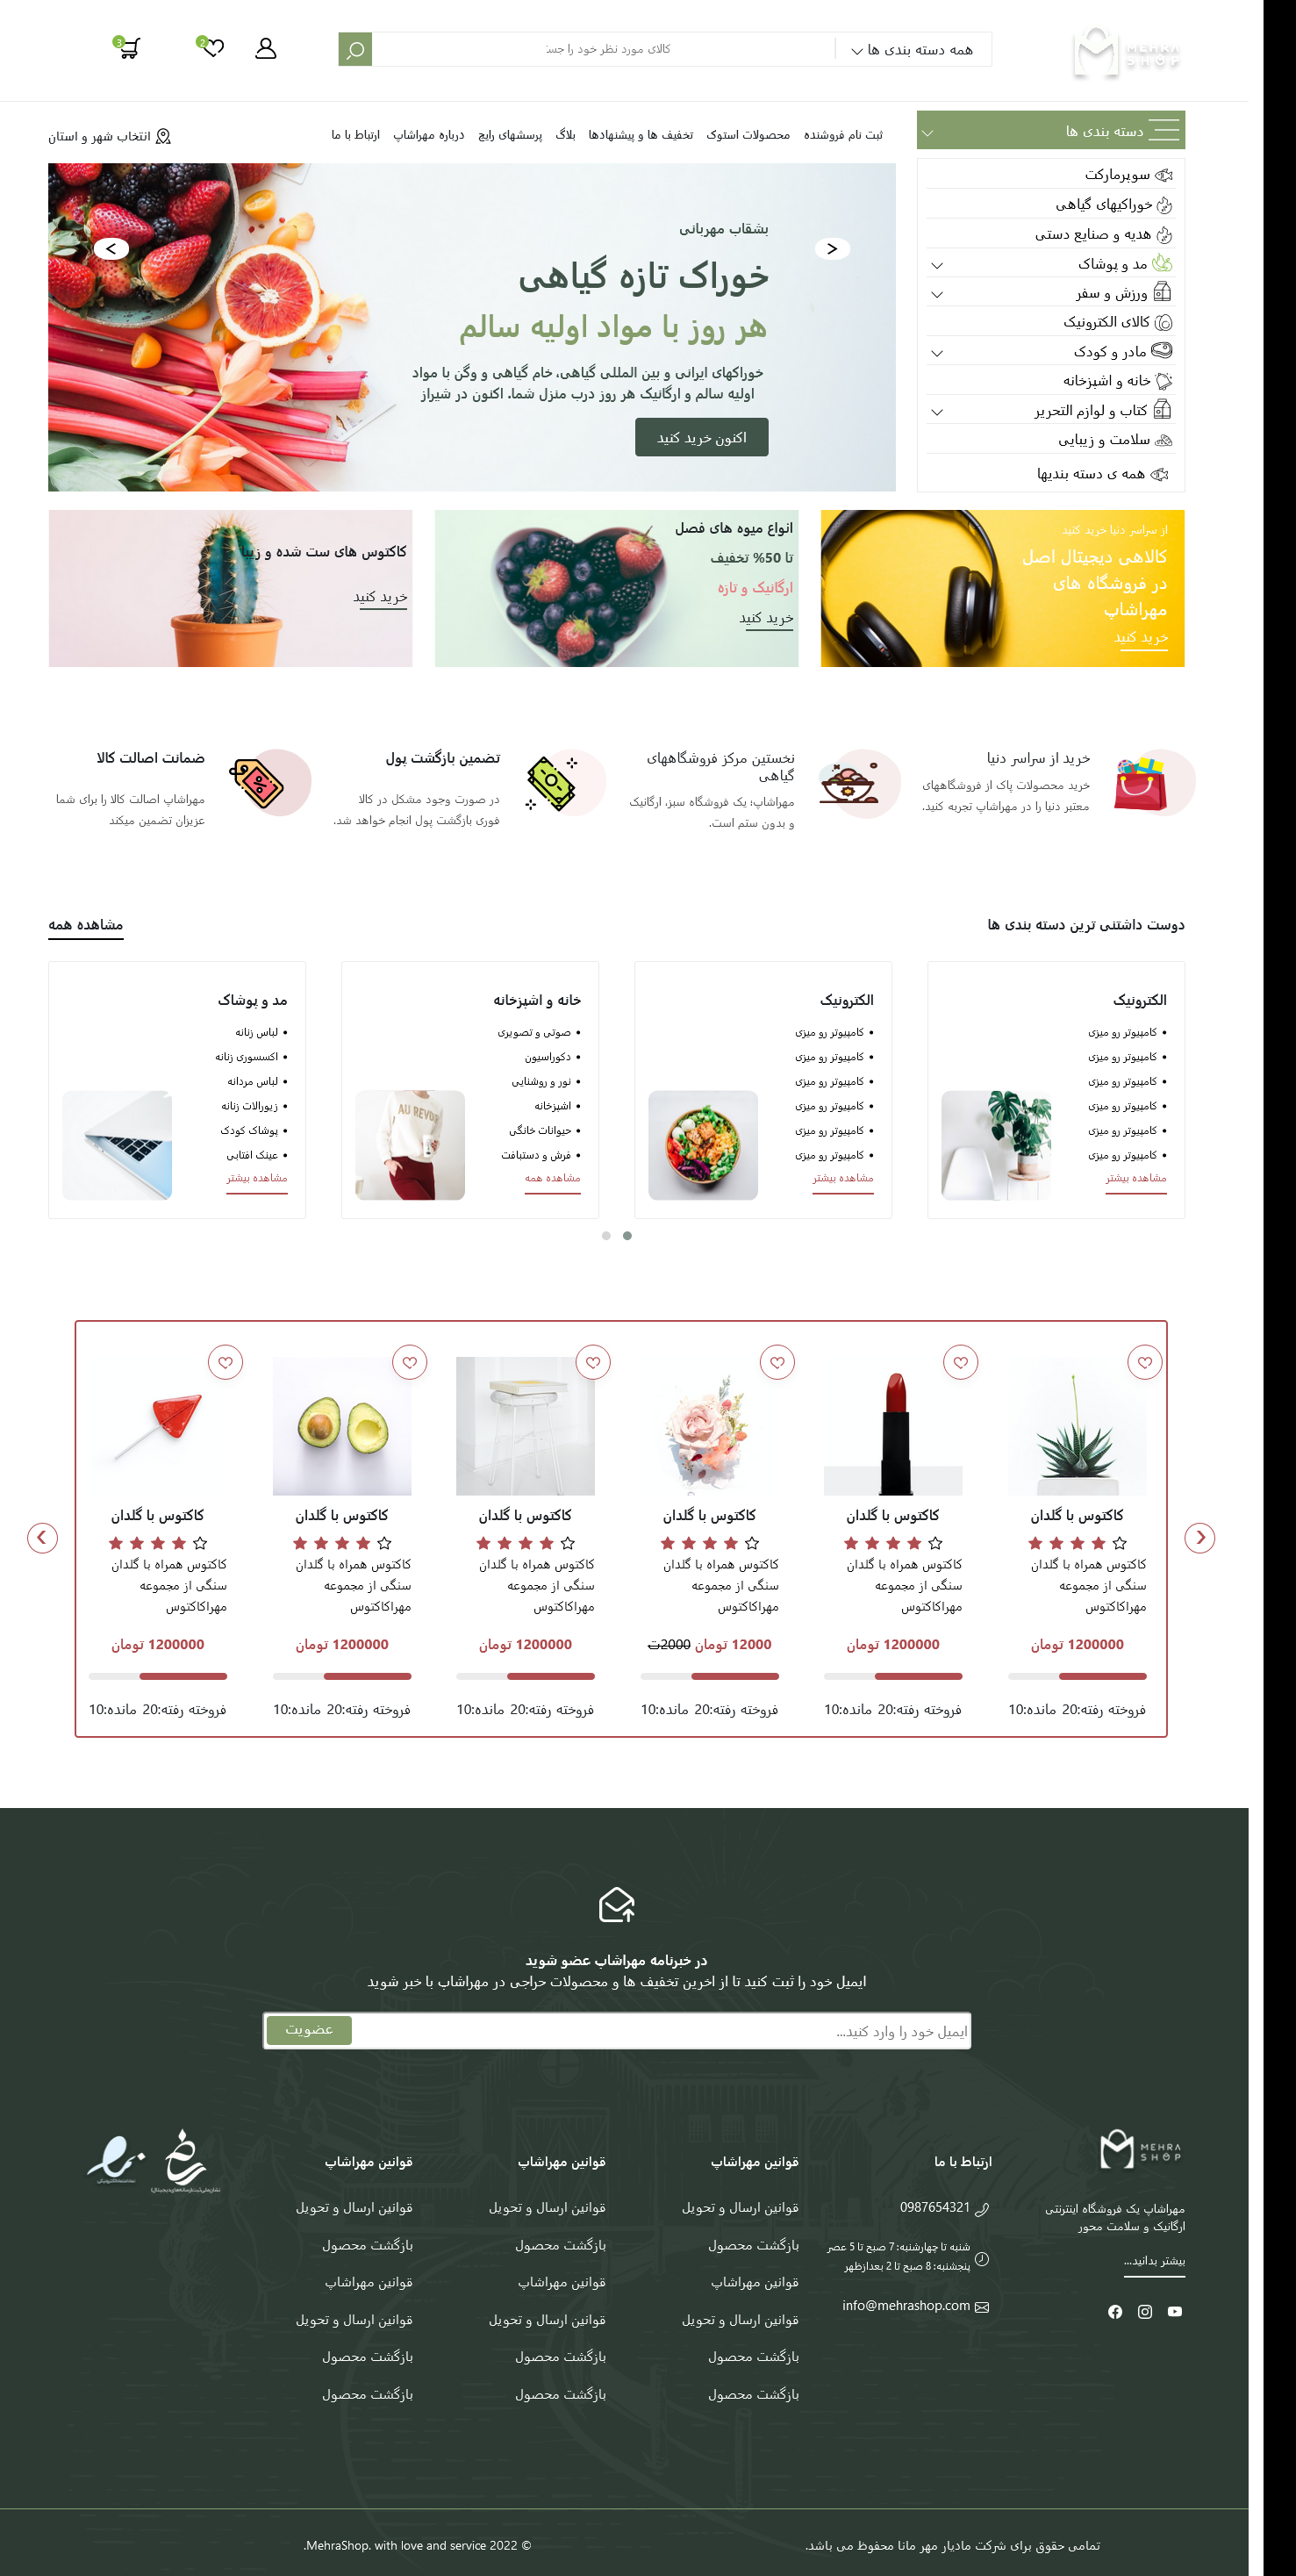 MEHRA
SHOP
همه دسته بندی ها
کالای مورد نظر خود را جست
2
3
دسته بندی ها
ثبت نام فروشنده
محصولات استوک
تخفیف ها و پیشنهادها
بلاگ
پرسشهای رایج
درباره مهراشاپ
ارتباط با ما
انتخاب شهر و استان
سوپرمارکت
خوراکیهای گیاهی
هدیه و صنایع دستی
مد و پوشاک
ورزش و سفر
کالای الکترونیک
مادر و کودک
خانه و اشپزخانه
کتاب و لوازم التحریر
سلامت و زیبایی
همه ی دسته بندیها
بشقاب مهربانی
خوراک تازه گیاهی
هر روز با مواد اولیه سالم
خوراکهای ایرانی و بین المللی گیاهی، خام گیاهی و وگن با مواد
اولیه سالم و ارگانیک هر روز درب منزل شما. اکنون در شیراز
اکنون خرید کنید
از سراسر دنیا خرید کنید
کالاهی دیجیتال اصل
در فروشگاه های
مهراشاپ
خرید کنید
انواع میوه های فصل
تا 50% تخفیف
ارگانیک و تازه
خرید کنید
کاکتوس های ست شده و زیبا
خرید کنید
خرید از سراسر دنیا
خرید محصولات پاک از فروشگاههای
معتبر دنیا را در مهراشاپ تجربه کنید.
نخستین مرکز فروشگاههای
گیاهی
مهراشاپ؛ یک فروشگاه سبز، ارگانیک
و بدون ستم است.
تضمین بازگشت پول
در صورت وجود مشکل در کالا
فوری بازگشت پول انجام خواهد شد.
ضمانت اصالت کالا
مهراشاپ اصالت کالا را برای شما
عزیزان تضمین میکند
دوست داشتنی ترین دسته بندی ها
مشاهده همه
الکترونیک
کامپیوتر رو میزی
کامپیوتر رو میزی
کامپیوتر رو میزی
کامپیوتر رو میزی
کامپیوتر رو میزی
کامپیوتر رو میزی
مشاهده بیشتر
الکترونیک
کامپیوتر رو میزی
کامپیوتر رو میزی
کامپیوتر رو میزی
کامپیوتر رو میزی
کامپیوتر رو میزی
کامپیوتر رو میزی
مشاهده بیشتر
خانه و اشپزخانه
صوتی و تصویری
دکوراسیون
نور و روشنایی
اشپزخانه
حیوانات خانگی
فرش و دستبافت
مشاهده همه
AU REVOIR
مد و پوشاک
لباس زنانه
اکسسوری زنانه
لباس مردانه
زیورالات زنانه
پوشاک کودک
عینک افتابی
مشاهده بیشتر
کاکتوس با گلدان
کاکتوس همراه با گلدان
سنگی از مجموعه
مهراکاکتوس
1200000 تومان
فروخته رفته:20 مانده:10
کاکتوس با گلدان
کاکتوس همراه با گلدان
سنگی از مجموعه
مهراکاکتوس
1200000 تومان
فروخته رفته:20 مانده:10
کاکتوس با گلدان
کاکتوس همراه با گلدان
سنگی از مجموعه
مهراکاکتوس
12000 تومان 2000ت
فروخته رفته:20 مانده:10
کاکتوس با گلدان
کاکتوس همراه با گلدان
سنگی از مجموعه
مهراکاکتوس
1200000 تومان
فروخته رفته:20 مانده:10
کاکتوس با گلدان
کاکتوس همراه با گلدان
سنگی از مجموعه
مهراکاکتوس
1200000 تومان
فروخته رفته:20 مانده:10
کاکتوس با گلدان
کاکتوس همراه با گلدان
سنگی از مجموعه
مهراکاکتوس
1200000 تومان
فروخته رفته:20 مانده:10
در خبرنامه مهراشاپ عضو شوید
ایمیل خود را ثبت کنید تا از اخرین تخفیف ها و محصولات حراجی در مهراشاپ با خبر شوید
ایمیل خود را وارد کنید...
عضویت
MEHRA
SHOP
مهراشاپ یک فروشگاه اینترنتی
ارگانیک و سلامت محور
بیشتر بدانید...
ارتباط با ما
0987654321
شنبه تا چهارشنبه: 7 صبح تا 5 عصر
پنجشنبه: 8 صبح تا 2 بعدازظهر
info@mehrashop.com
قوانین مهراشاپ
قوانین ارسال و تحویل
بازگشت محصول
قوانین مهراشاپ
قوانین ارسال و تحویل
بازگشت محصول
بازگشت محصول
قوانین مهراشاپ
قوانین ارسال و تحویل
بازگشت محصول
قوانین مهراشاپ
قوانین ارسال و تحویل
بازگشت محصول
بازگشت محصول
قوانین مهراشاپ
قوانین ارسال و تحویل
بازگشت محصول
قوانین مهراشاپ
قوانین ارسال و تحویل
بازگشت محصول
بازگشت محصول
تمامی حقوق برای شرکت مادیار مهر مانا محفوظ می باشد.
© 2022 MehraShop. with love and service.